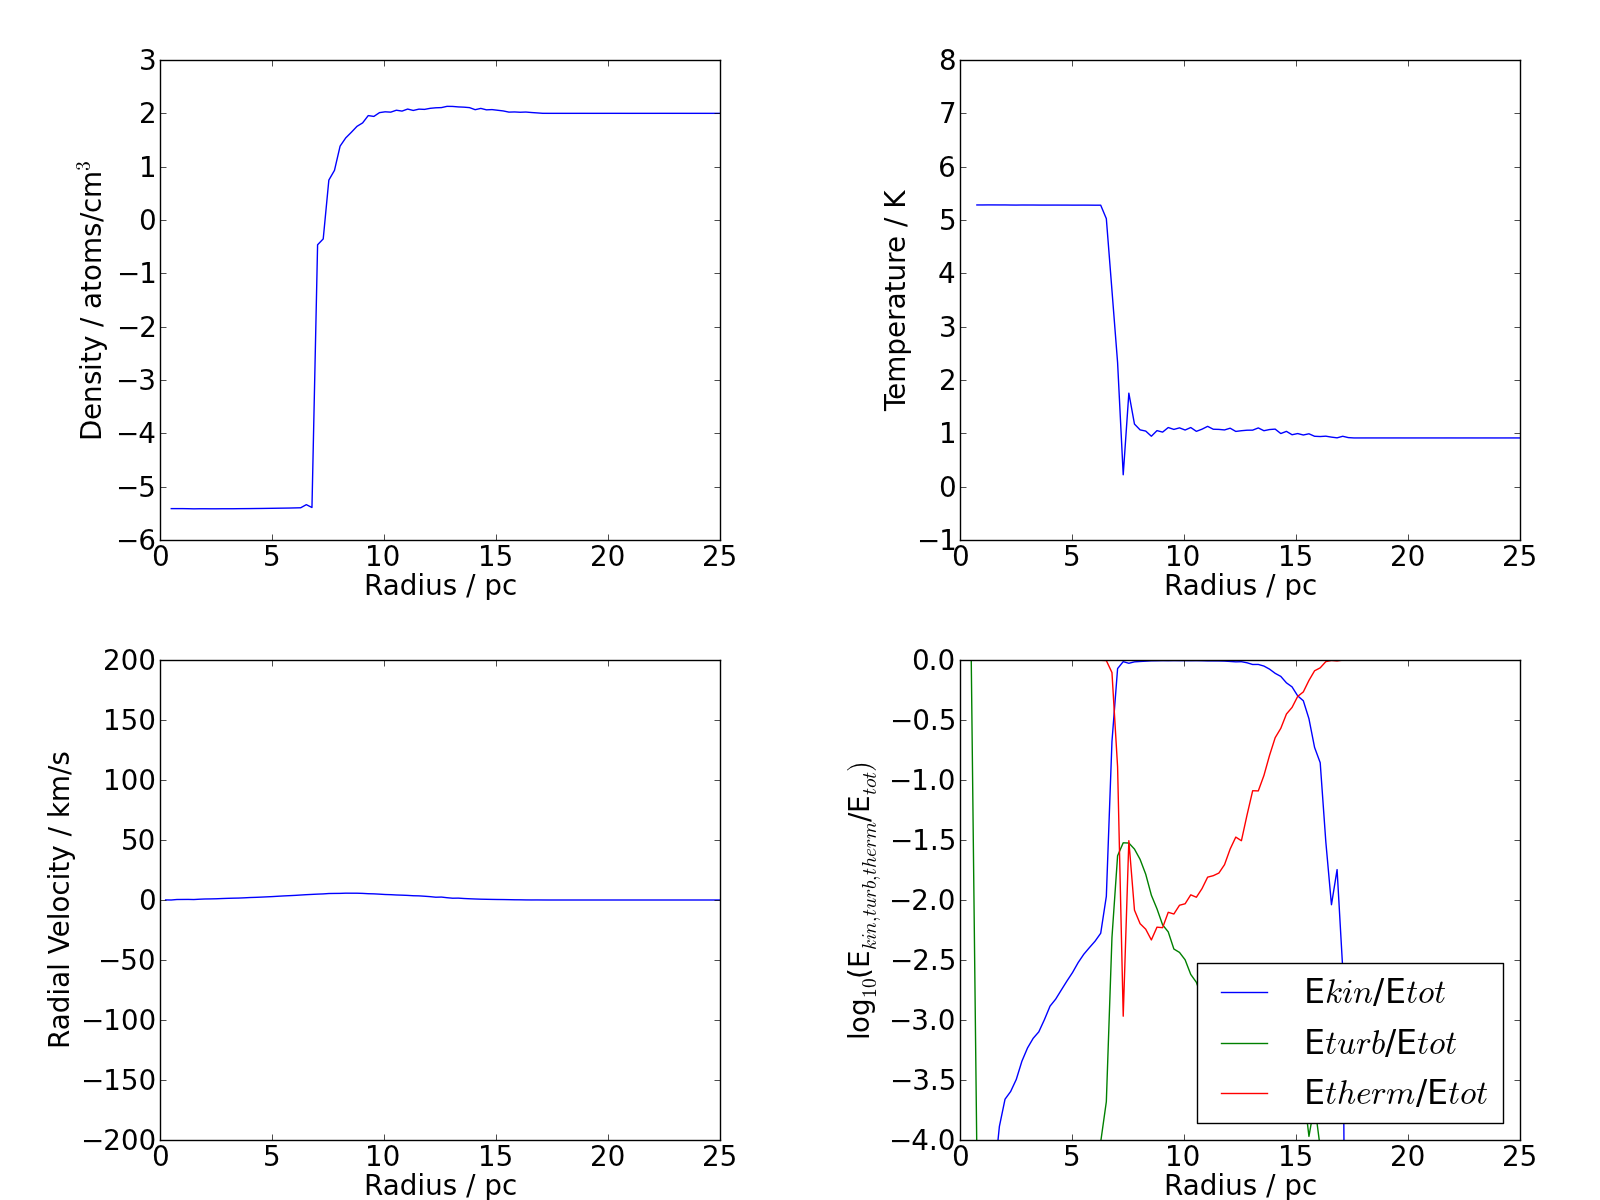 3
2
1
0
−1
−2
−3
−4
−5
−6
0 5 10 15 20 25
Density / atoms/cm³
Radius / pc
8
7
6
5
4
3
2
1
0
−1
0 5 10 15 20 25
Temperature / K
Radius / pc
200
150
100
50
0
−50
−100
−150
−200
0 5 10 15 20 25
Radial Velocity / km/s
Radius / pc
0.0
−0.5
−1.0
−1.5
−2.0
−2.5
−3.0
−3.5
−4.0
0 5 10 15 20 25
log₁₀(E_{kin,turb,therm}/E_{tot})
Radius / pc
Ekin/Etot
Eturb/Etot
Etherm/Etot